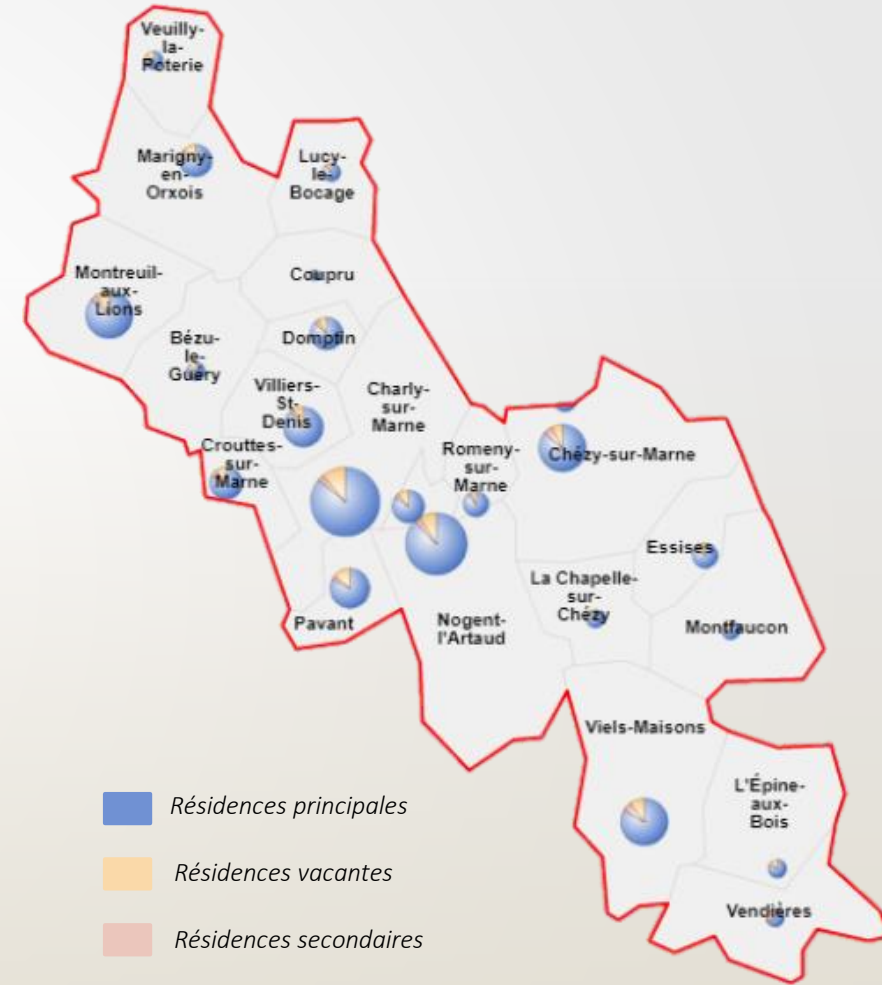 Veuilly-
la-
Poterie
Marigny-
en-
Orxois
Lucy-
le-
Bocage
Montreuil-
aux-
Lions
Coupru
Bézu-
le-
Guéry
Domptin
Villiers-
St-
Denis
Charly-
sur-
Marne
Crouttes-
sur-
Marne
Romeny-
sur-
Marne
Chézy-sur-Marne
Essises
La Chapelle-
sur-
Chézy
Pavant
Nogent-
l'Artaud
Montfaucon
Viels-Maisons
L'Épine-
aux-
Bois
Vendières
Résidences principales
Résidences vacantes
Résidences secondaires